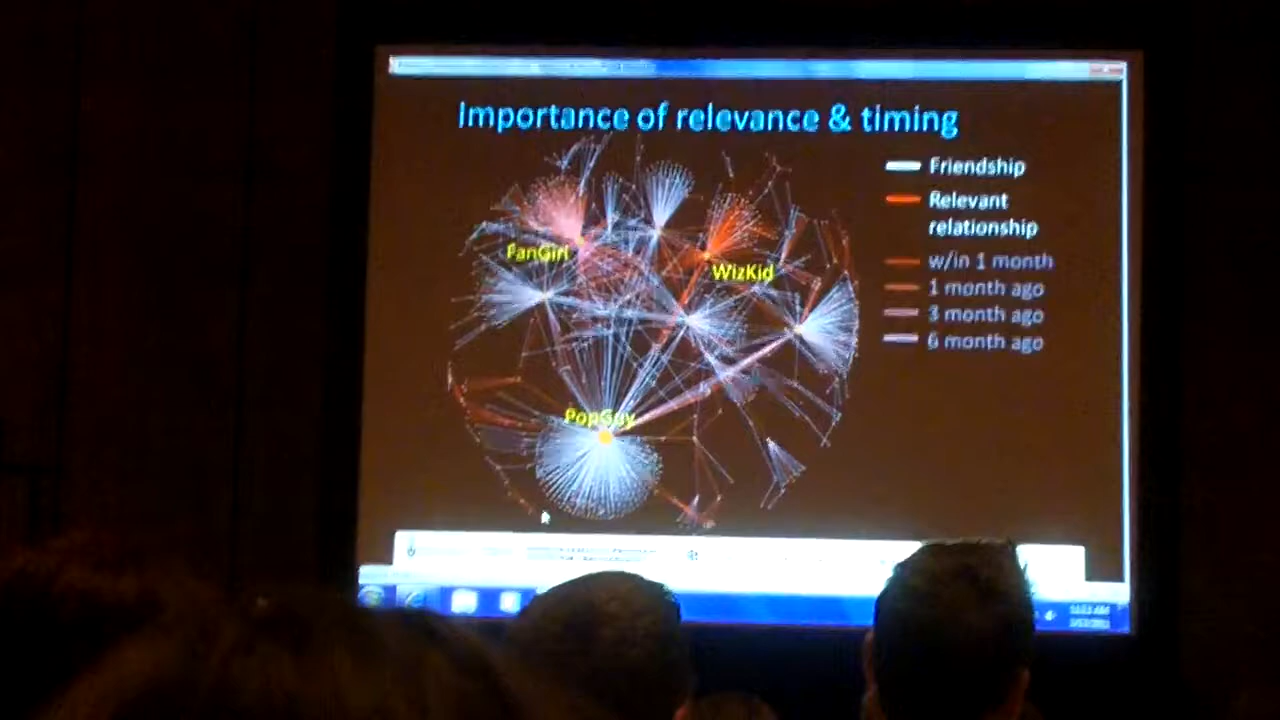 Importance of relevance & timing
Friendship
Relevant
relationship
w/in 1 month
1 month ago
3 month ago
6 month ago
FanGirl
WizKid
PopGuy